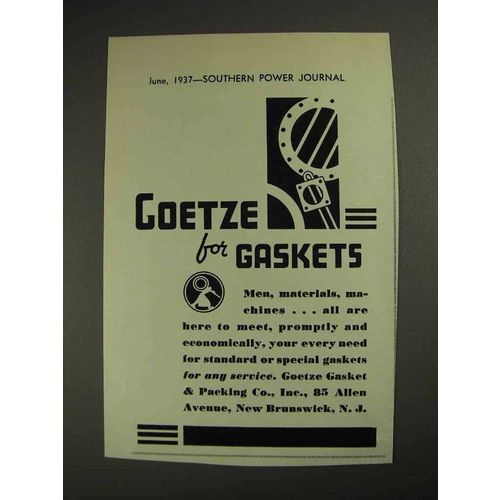 June, 1937—SOUTHERN POWER JOURNAL
GOETZE
for GASKETS
Men, materials, ma-
chines . . . all are
here to meet, promptly and
economically, your every need
for standard or special gaskets
for any service. Goetze Gasket
& Packing Co., Inc., 85 Allen
Avenue, New Brunswick, N. J.